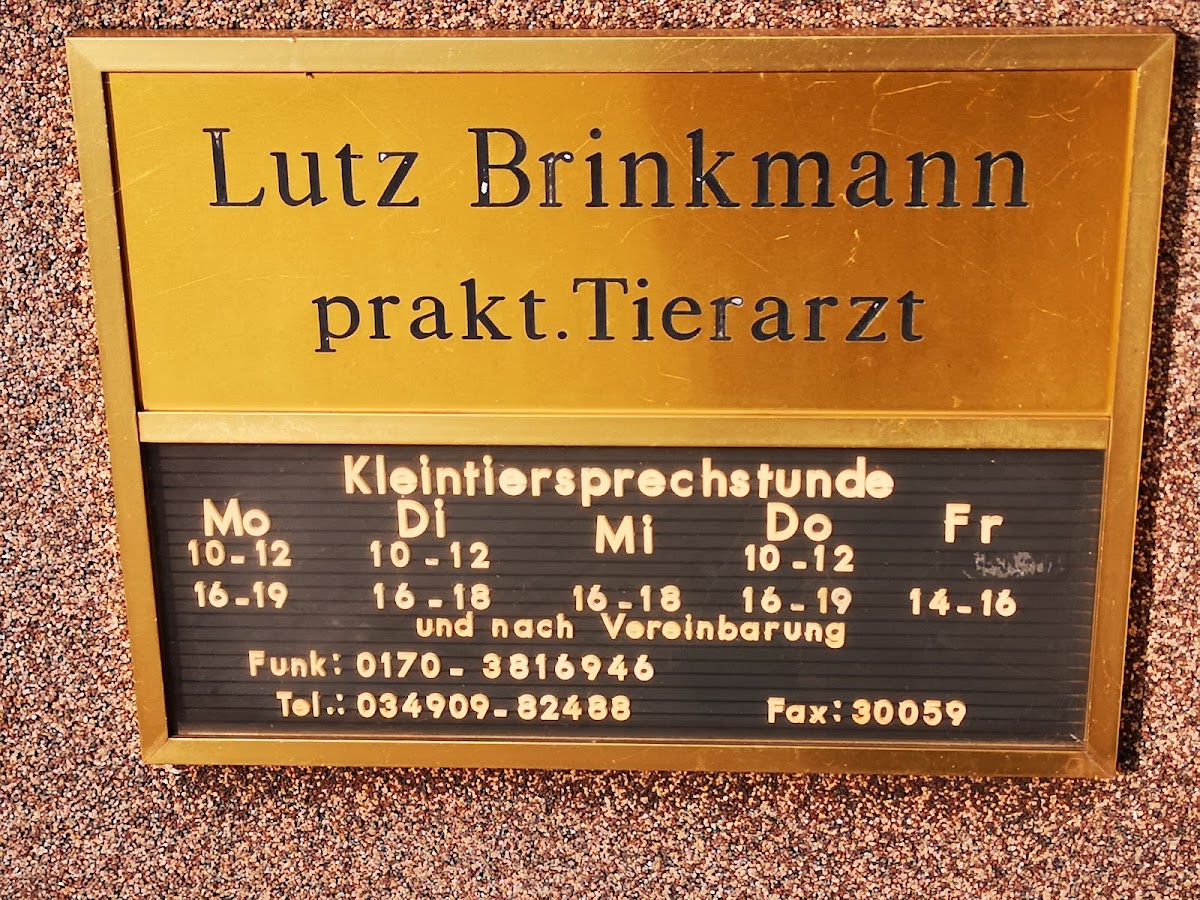 Lutz Brinkmann
prakt. Tierarzt
Kleintiersprechstunde
Mo Di Mi Do Fr
10-12 10-12 10-12
16-19 16-18 16-18 16-19 14-16
und nach Vereinbarung
Funk: 0170-3816946
Tel.: 034909-82488 Fax: 30059